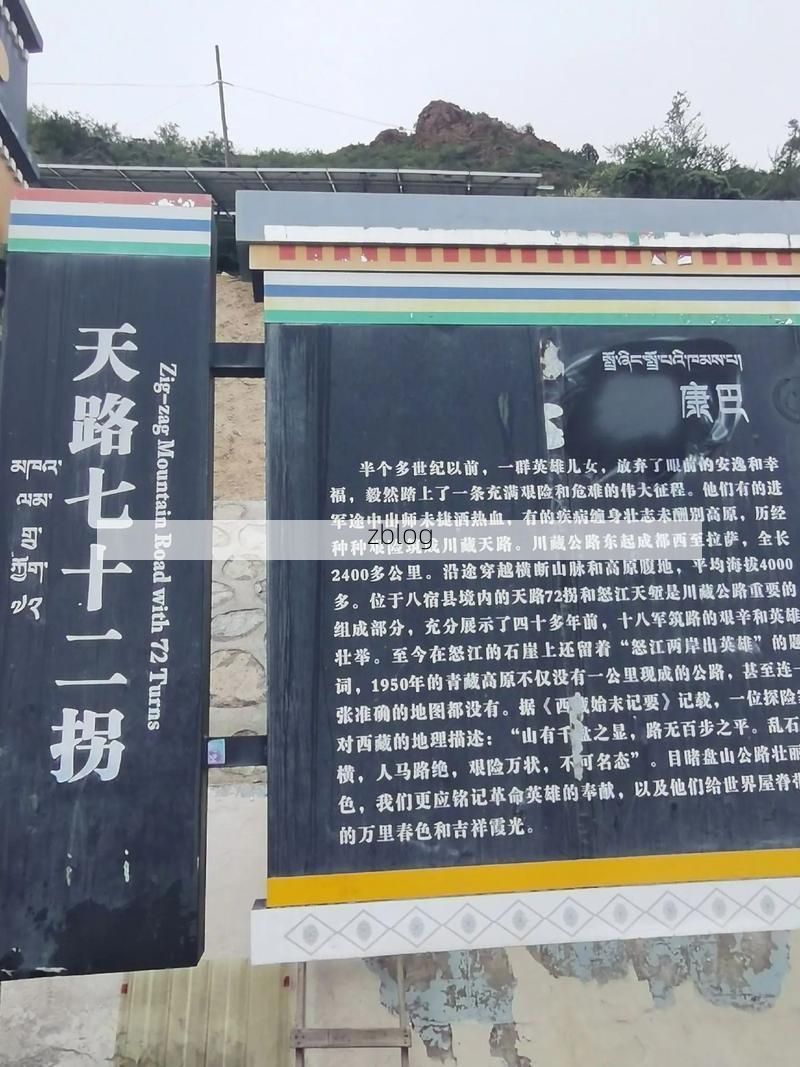 天路七十二拐
Zig-zag Mountain Road with 72 Turns
康巴
半个多世纪以前，一群英雄儿女，放弃了眼前的安逸和幸
福，毅然踏上了一条充满艰险和危难的伟大征程。他们有的进
军途中出师未捷洒热血，有的疾病缠身壮志未酬别高原，历经
种种艰险筑成川藏天路。川藏公路东起成都西至拉萨，全长
2400多公里。沿途穿越横断山脉和高原腹地，平均海拔4000
多。位于八宿县境内的天路72拐和怒江天堑是川藏公路重要的
组成部分，充分展示了四十多年前，十八军筑路的艰辛和英雄
壮举。至今在怒江的石崖上还留着“怒江两岸出英雄”的题
词，1950年的青藏高原不仅没有一公里现成的公路，甚至连一
张准确的地图都没有。据《西藏始末记要》记载，一位探险
对西藏的地理描述：“山有千盘之显，路无百步之平。乱石
横，人马路绝，艰险万状，不可名态”。目睹盘山公路壮丽
色，我们更应铭记革命英雄的奉献，以及他们给世界屋脊带
的万里春色和吉祥霞光。
zblog